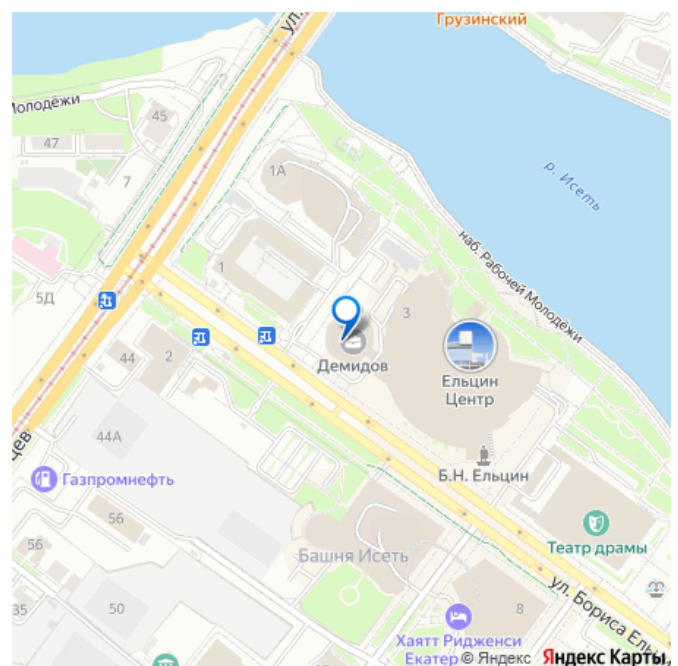 ул.
Грузинский
Молодёжи
45
47
7
1А
р. Исеть
наб. Рабочей Молодёжи
1
5Д
3
Демидов
Ельцин
Центр
44
2
44А
цев
Газпромнефть
Б.Н. Ельцин
56
56
Башня Исеть
Театр драмы
35
50
8
ул. Бориса Ель
Хаятт Ридженси
Екатер
© Яндекс Яндекс Карты